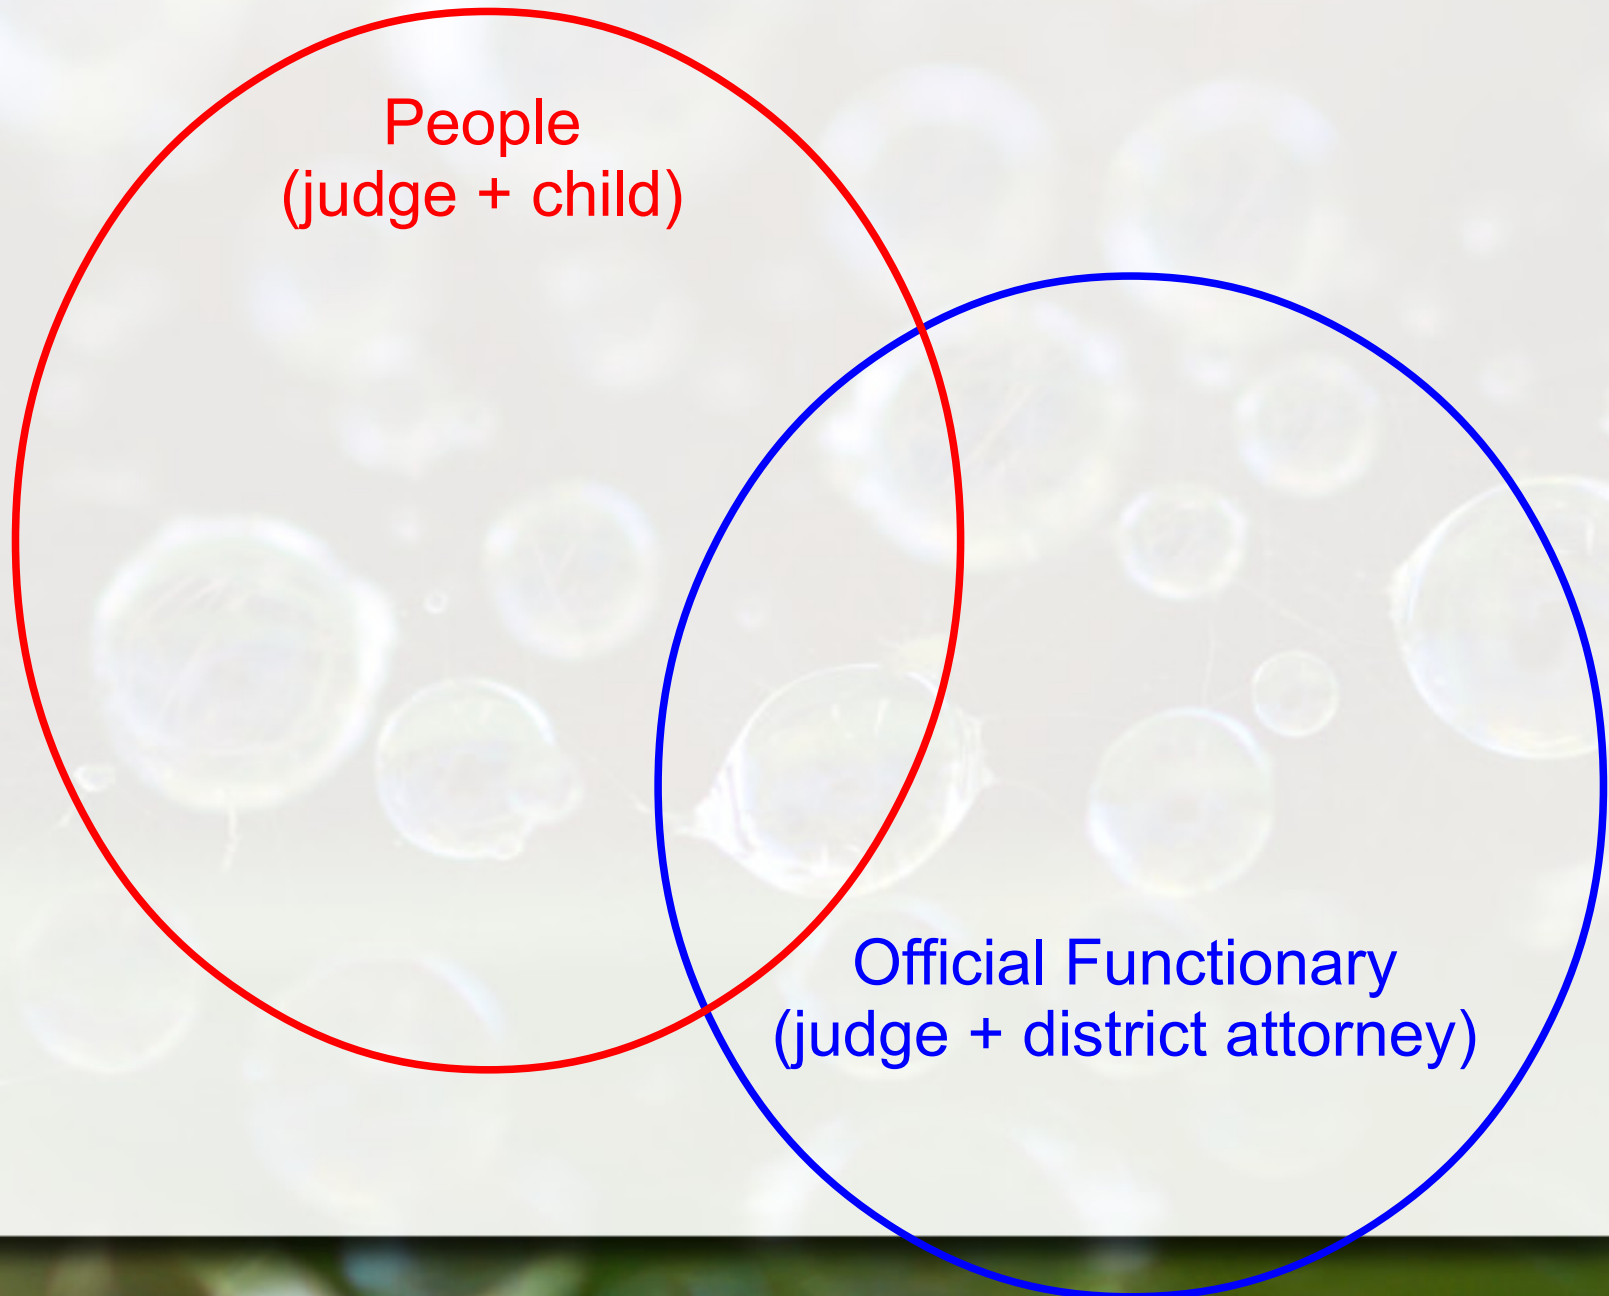 People
(judge + child)
Official Functionary
(judge + district attorney)